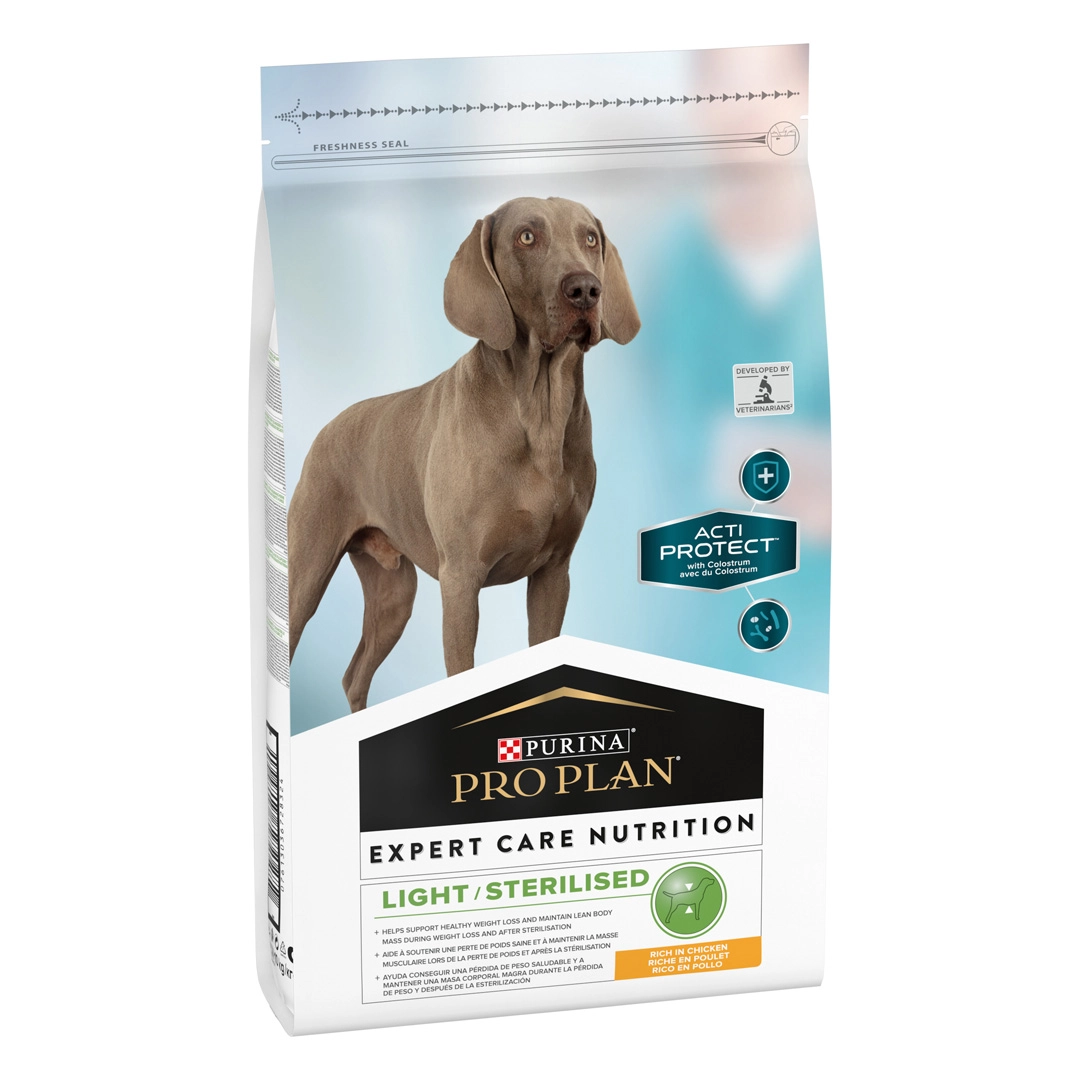 FRESHNESS SEAL
DEVELOPED BY
VETERINARIANS²
ACTI
PROTECT™
with Colostrum
avec du Colostrum
PURINA®
PRO PLAN®
EXPERT CARE NUTRITION
LIGHT / STERILISED
+ HELPS SUPPORT HEALTHY WEIGHT LOSS AND MAINTAIN LEAN BODY
MASS DURING WEIGHT LOSS AND AFTER STERILISATION
+ AIDE À SOUTENIR UNE PERTE DE POIDS SAINE ET À MAINTENIR LA MASSE
MUSCULAIRE LORS DE LA PERTE DE POIDS ET APRÈS LA STÉRILISATION
+ AYUDA CONSEGUIR UNA PÉRDIDA DE PESO SALUDABLE Y A
MANTENER UNA MASA CORPORAL MAGRA DURANTE LA PÉRDIDA
DE PESO Y DESPUÉS DE LA ESTERILIZACIÓN
RICH IN CHICKEN
RICHE EN POULET
RICO EN POLLO